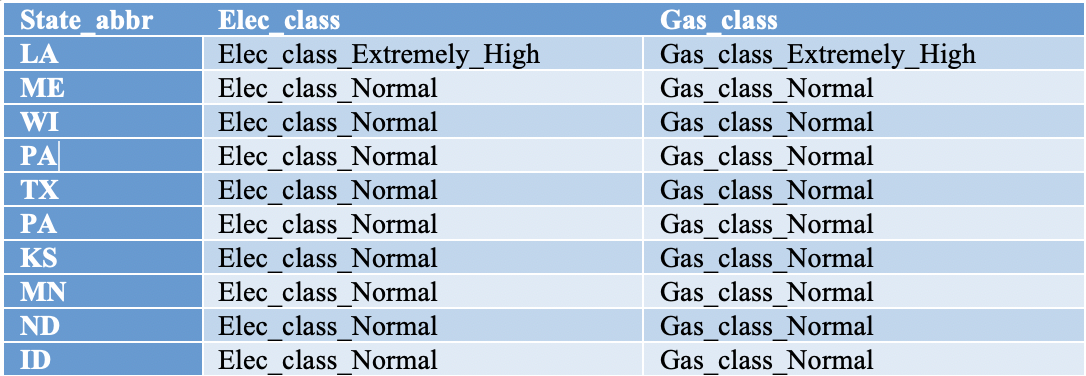 State_abbr Elec_class Gas_class
LA Elec_class_Extremely_High Gas_class_Extremely_High
ME Elec_class_Normal Gas_class_Normal
WI Elec_class_Normal Gas_class_Normal
PA Elec_class_Normal Gas_class_Normal
TX Elec_class_Normal Gas_class_Normal
PA Elec_class_Normal Gas_class_Normal
KS Elec_class_Normal Gas_class_Normal
MN Elec_class_Normal Gas_class_Normal
ND Elec_class_Normal Gas_class_Normal
ID Elec_class_Normal Gas_class_Normal